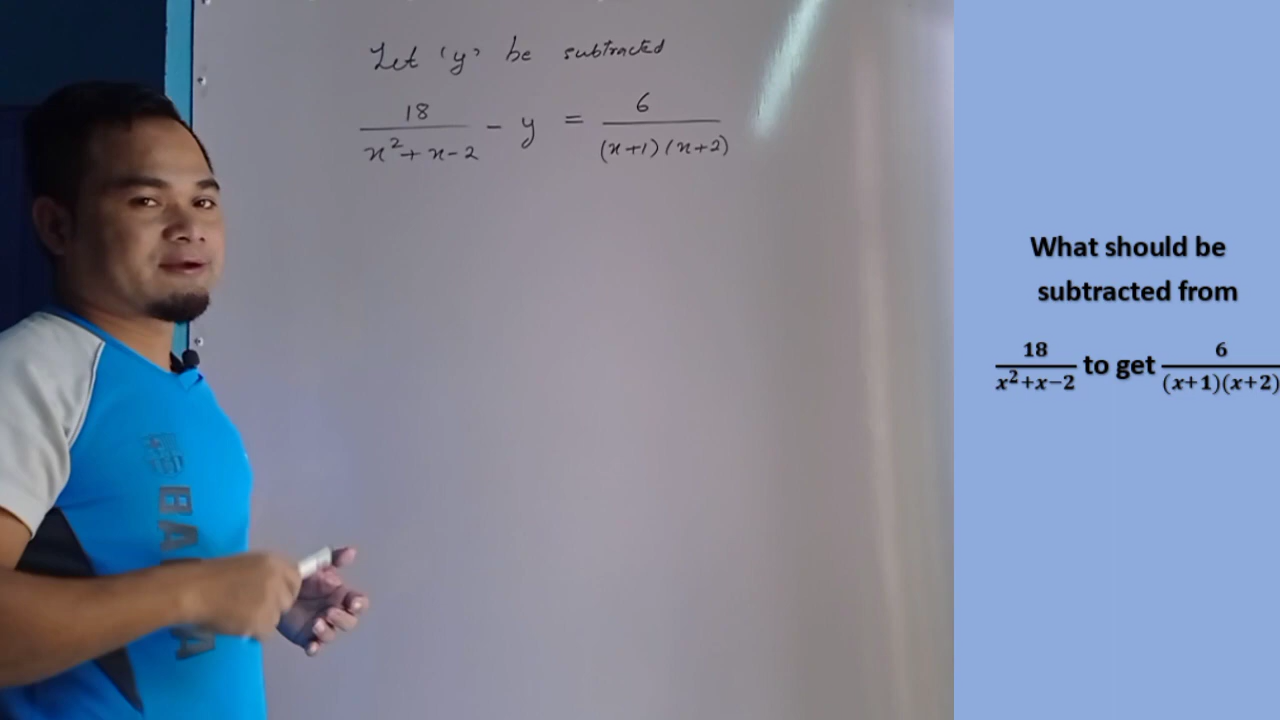 Let 'y' be subtracted
18/(x²+x-2) - y = 6/((x+1)(x+2))
What should be
subtracted from
18/(x²+x−2) to get 6/((x+1)(x+2))